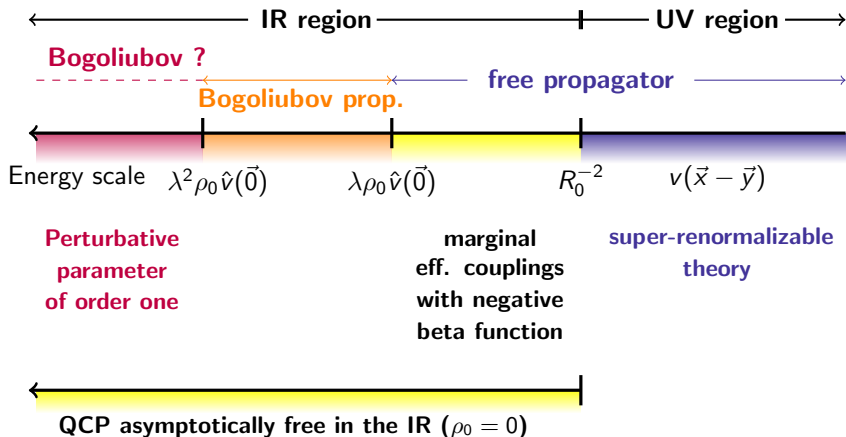 IR region UV region
Bogoliubov ?
free propagator
Bogoliubov prop.
Energy scale λ²ρ₀v̂(0⃗) λρ₀v̂(0⃗) R₀⁻² v(x⃗ − y⃗)
Perturbative
parameter
of order one
marginal
eff. couplings
with negative
beta function
super-renormalizable
theory
QCP asymptotically free in the IR (ρ₀ = 0)